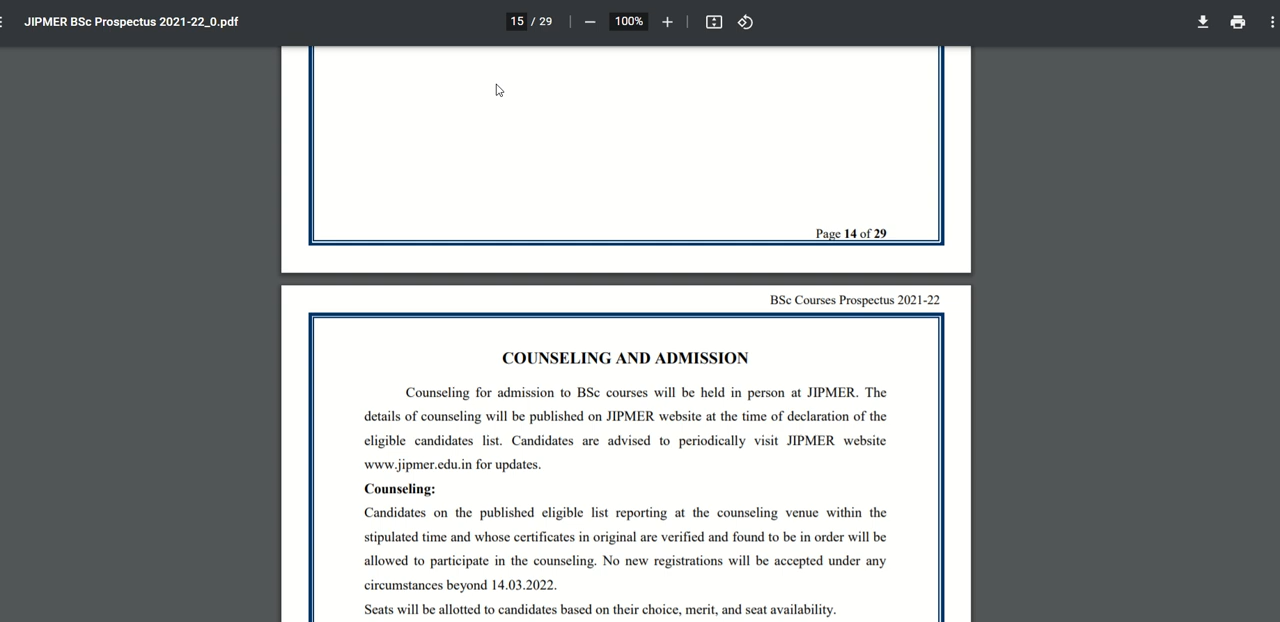 JIPMER BSc Prospectus 2021-22_0.pdf
15 / 29
100%
Page 14 of 29
BSc Courses Prospectus 2021-22
COUNSELING AND ADMISSION
Counseling for admission to BSc courses will be held in person at JIPMER. The
details of counseling will be published on JIPMER website at the time of declaration of the
eligible candidates list. Candidates are advised to periodically visit JIPMER website
www.jipmer.edu.in for updates.
Counseling:
Candidates on the published eligible list reporting at the counseling venue within the
stipulated time and whose certificates in original are verified and found to be in order will be
allowed to participate in the counseling. No new registrations will be accepted under any
circumstances beyond 14.03.2022.
Seats will be allotted to candidates based on their choice, merit, and seat availability.